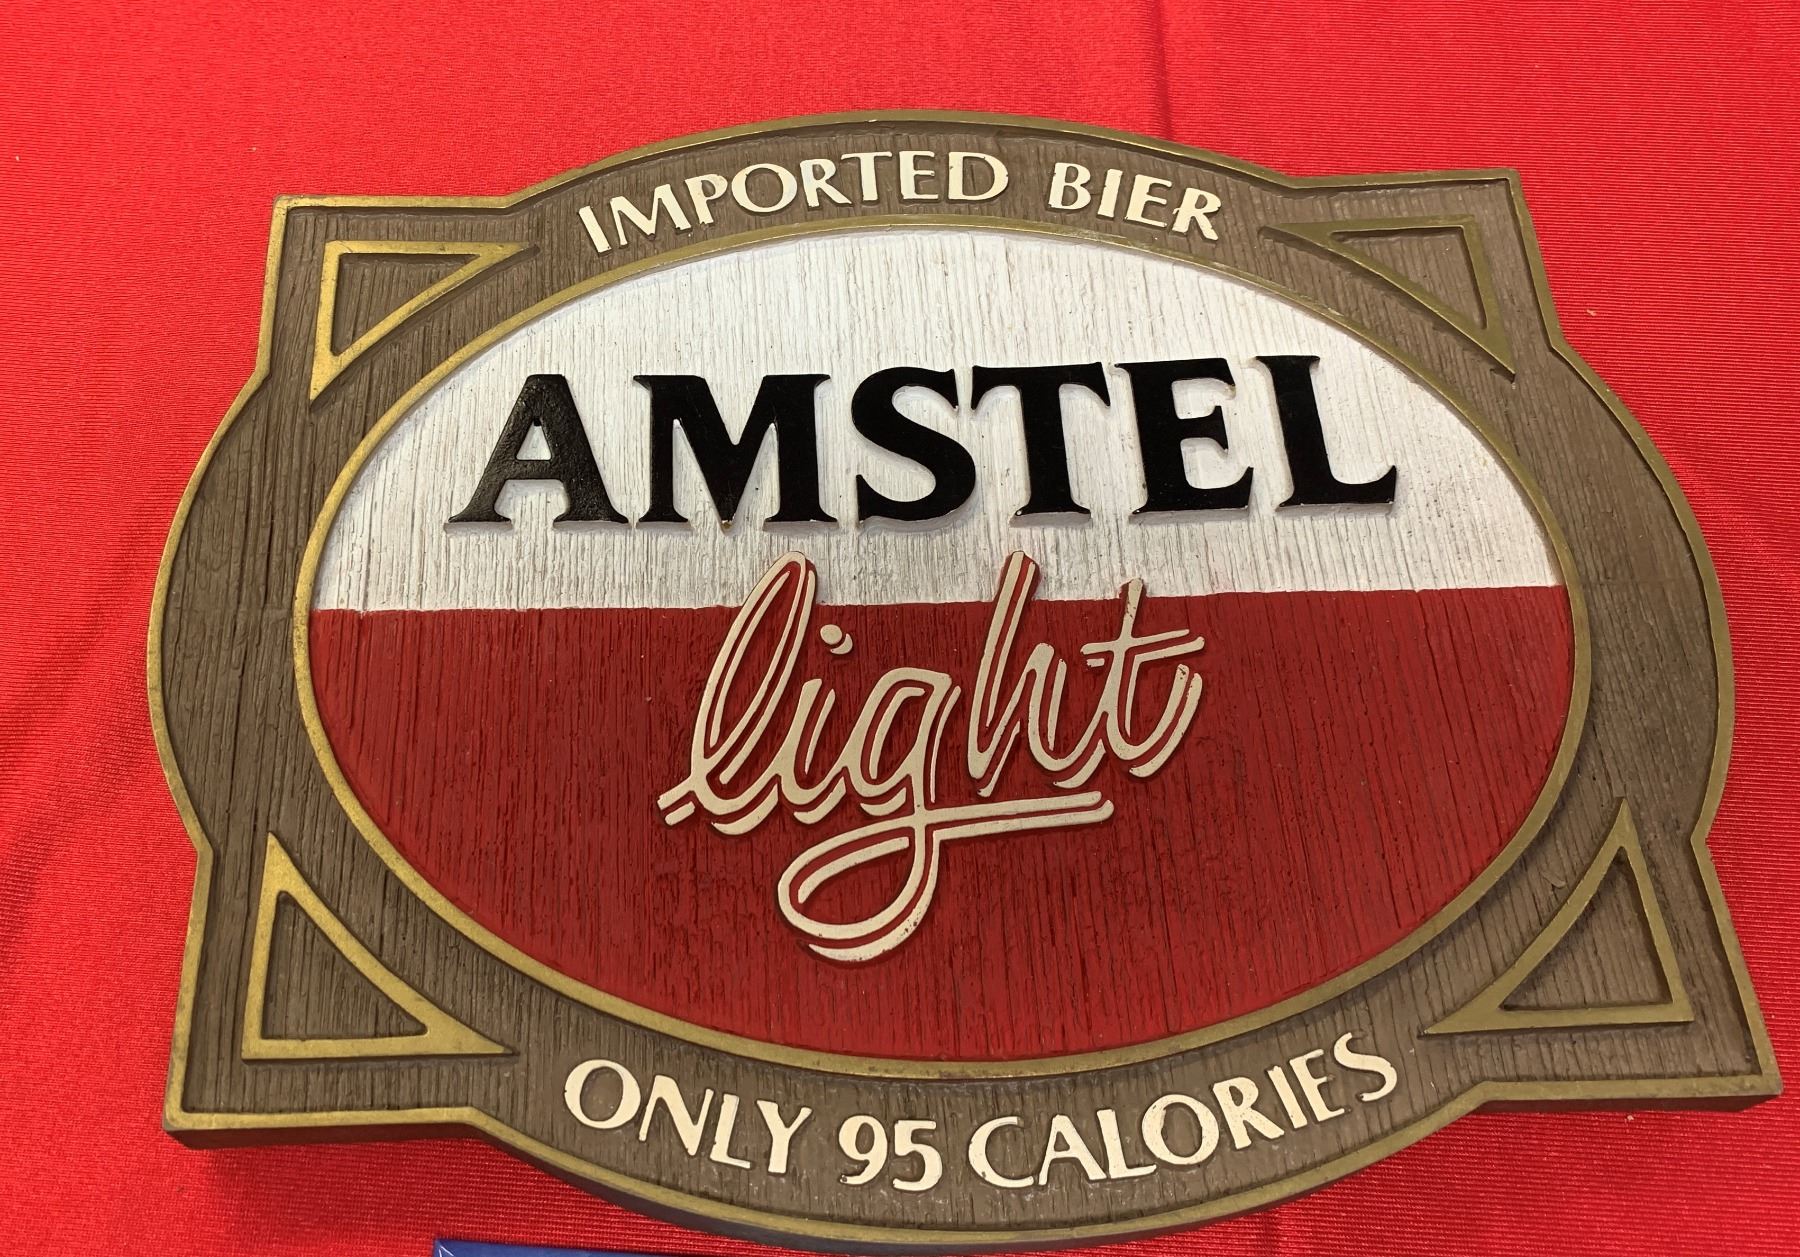 IMPORTED BIER
AMSTEL
light
ONLY 95 CALORIES